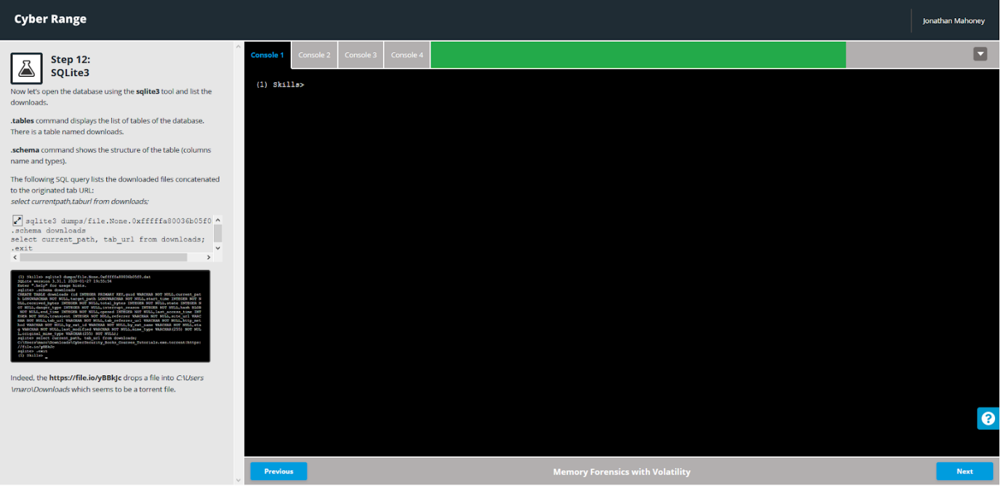 Cyber Range
Jonathan Mahoney
Step 12:
SQLite3
Now let's open the database using the sqlite3 tool and list the
downloads.
.tables command displays the list of tables of the database.
There is a table named downloads.
.schema command shows the structure of the table (columns
name and types).
The following SQL query lists the downloaded files concatenated
to the originated tab URL:
select currentpath,taburl from downloads;
sqlite3 dumps/file.None.0xfffffa80036b05f0
.schema downloads
select current_path, tab_url from downloads;
.exit
(1) Skills> sqlite3 dumps/file.None.0xfffffa80036b05f0.dat
SQLite version 3.31.1 2020-01-27 19:55:54
Enter ".help" for usage hints.
sqlite> .schema downloads
CREATE TABLE downloads (id INTEGER PRIMARY KEY,guid VARCHAR NOT NULL,current_pat
h LONGVARCHAR NOT NULL,target_path LONGVARCHAR NOT NULL,start_time INTEGER NOT N
ULL,received_bytes INTEGER NOT NULL,total_bytes INTEGER NOT NULL,state INTEGER N
OT NULL,danger_type INTEGER NOT NULL,interrupt_reason INTEGER NOT NULL,hash BLOB
NOT NULL,end_time INTEGER NOT NULL,opened INTEGER NOT NULL,last_access_time INT
EGER NOT NULL,transient INTEGER NOT NULL,referrer VARCHAR NOT NULL,site_url VARC
HAR NOT NULL,tab_url VARCHAR NOT NULL,tab_referrer_url VARCHAR NOT NULL,http_met
hod VARCHAR NOT NULL,by_ext_id VARCHAR NOT NULL,by_ext_name VARCHAR NOT NULL,eta
g VARCHAR NOT NULL,last_modified VARCHAR NOT NULL,mime_type VARCHAR(255) NOT NUL
L,original_mime_type VARCHAR(255) NOT NULL);
sqlite> select current_path, tab_url from downloads;
C:\Users\maro\Downloads\CyberSecurity_Books_Courses_Tutorials.exe.torrent|https:
//file.io/yBBkJc
sqlite> .exit
(1) Skills> _
Indeed, the https://file.io/yBBkJc drops a file into C:\Users
\maro\Downloads which seems to be a torrent file.
Console 1
Console 2
Console 3
Console 4
(1) Skills>
?
Previous
Memory Forensics with Volatility
Next